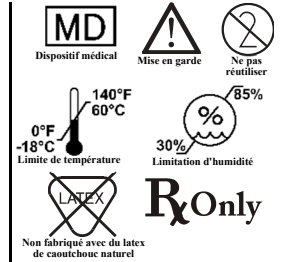 MD
Dispositif médical
Mise en garde
2
Ne pas
réutiliser
140°F
60°C
0°F
-18°C
Limite de température
85%
%
30%
Limitation d'humidité
LATEX
Non fabriqué avec du latex
de caoutchouc naturel
Rx Only